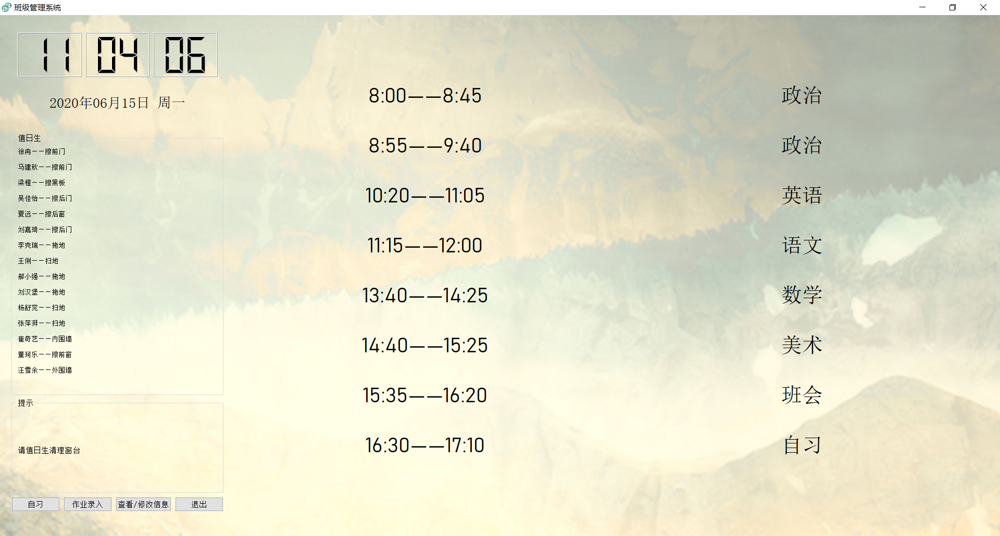 班级管理系统
11 04 06
2020年06月15日 周一
值日生
徐冉——擦前门
马建秋——擦前门
梁橙——擦黑板
吴佳怡——擦后门
夏远——擦后窗
刘嘉琦——擦后门
李克瑞——拖地
王俐——扫地
郝小强——拖地
刘汉堡——拖地
杨舒窕——扫地
张萍湃——扫地
崔奇艺——内围墙
董珂乐——擦前窗
汪雪余——外围墙
提示
请值日生清理窗台
自习 作业录入 查看/修改信息 退出
8:00——8:45 政治
8:55——9:40 政治
10:20——11:05 英语
11:15——12:00 语文
13:40——14:25 数学
14:40——15:25 美术
15:35——16:20 班会
16:30——17:10 自习